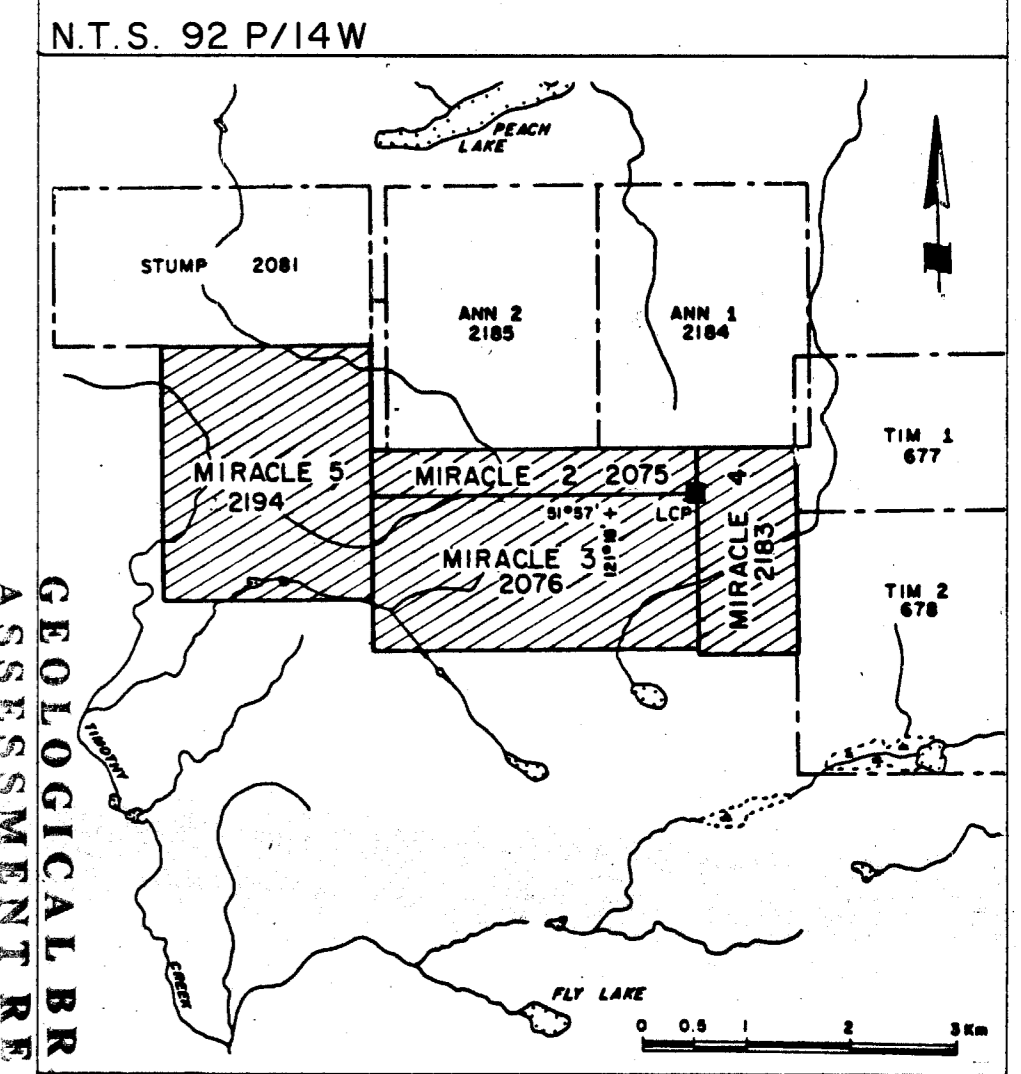 N.T.S. 92 P/14W
PEACH
LAKE
STUMP 2081
ANN 2
2185
ANN 1
2184
TIM 1
677
MIRACLE 5
2194
MIRACLE 2 2075
51°57' +
121°18'
LCP
MIRACLE 3
2076
MIRACLE 4
2183
TIM 2
678
TIMOTHY
CREEK
FLY LAKE
0 0.5 1 2 3 Km
GEOLOGICAL BR
ASSESSMENT RE